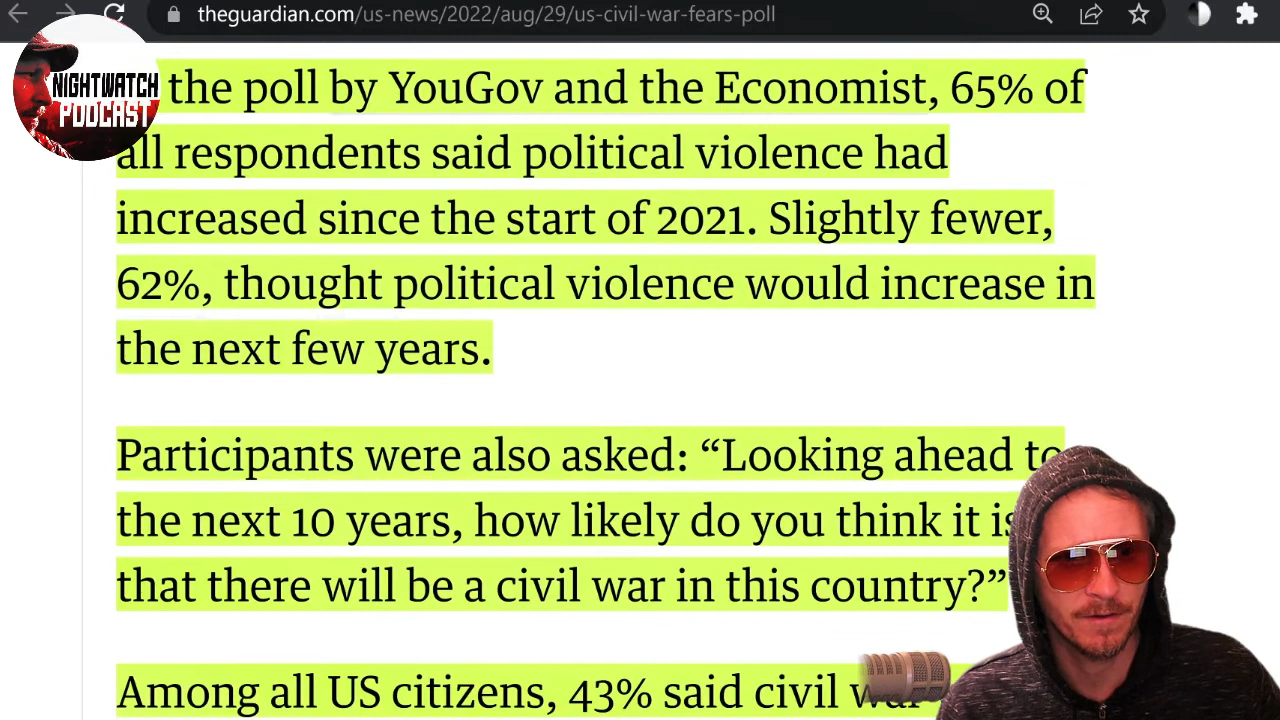 theguardian.com/us-news/2022/aug/29/us-civil-war-fears-poll
NIGHTWATCH
PODCAST
the poll by YouGov and the Economist, 65% of
all respondents said political violence had
increased since the start of 2021. Slightly fewer,
62%, thought political violence would increase in
the next few years.
Participants were also asked: “Looking ahead to
the next 10 years, how likely do you think it is
that there will be a civil war in this country?”
Among all US citizens, 43% said civil war